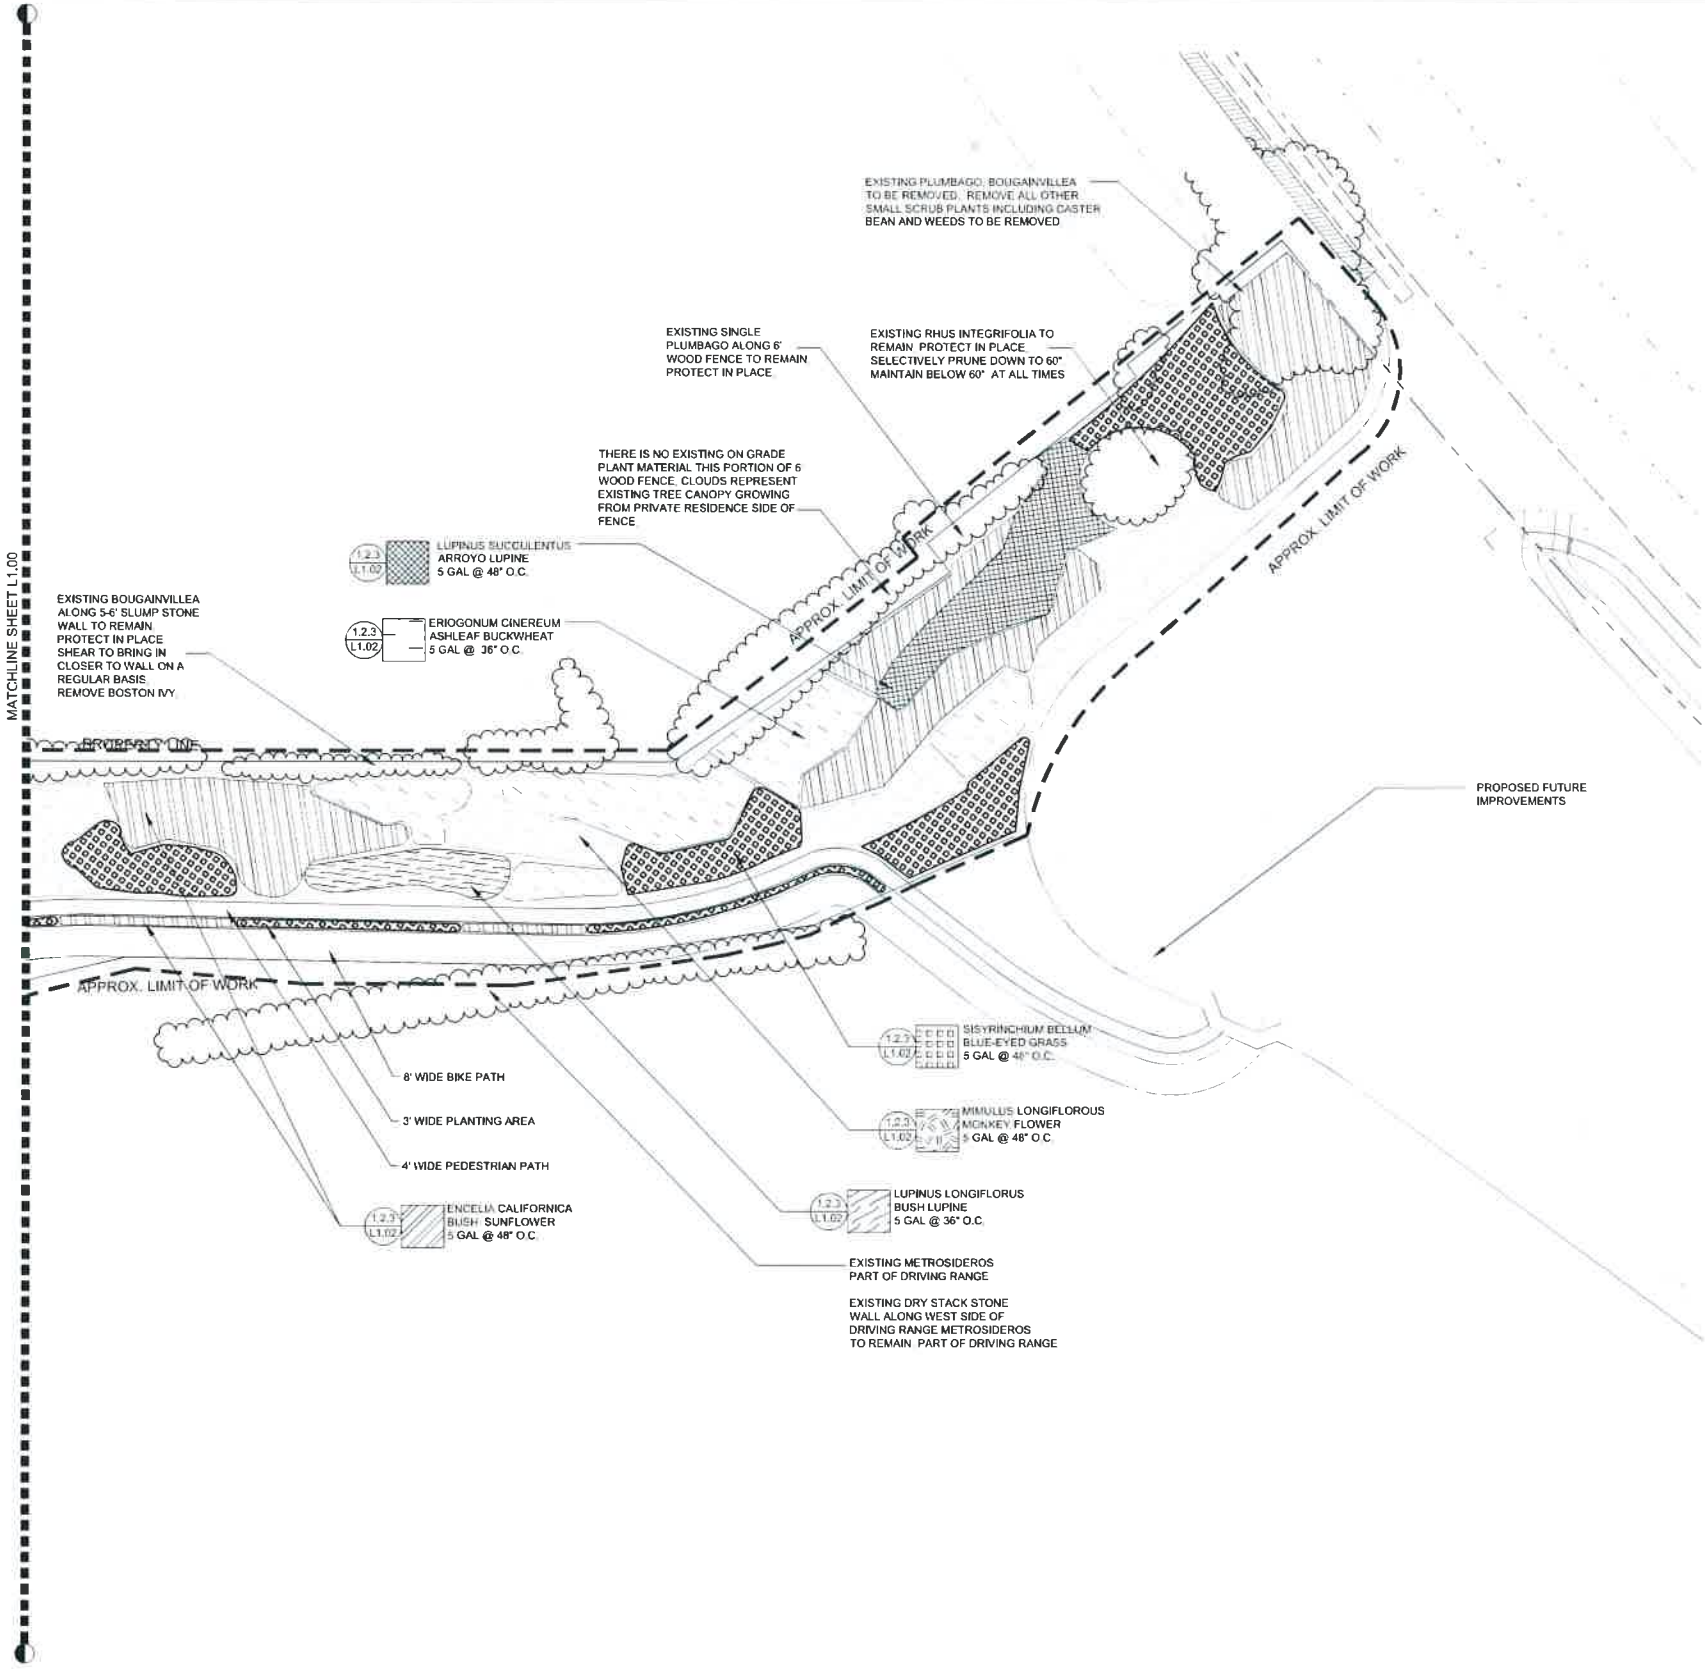 EXISTING PLUMBAGO, BOUGAINVILLEA
TO BE REMOVED. REMOVE ALL OTHER
SMALL SCRUB PLANTS INCLUDING CASTER
BEAN AND WEEDS TO BE REMOVED
EXISTING SINGLE
PLUMBAGO ALONG 6'
WOOD FENCE TO REMAIN
PROTECT IN PLACE
EXISTING RHUS INTEGRIFOLIA TO
REMAIN PROTECT IN PLACE
SELECTIVELY PRUNE DOWN TO 60"
MAINTAIN BELOW 60" AT ALL TIMES
THERE IS NO EXISTING ON GRADE
PLANT MATERIAL THIS PORTION OF 6
WOOD FENCE, CLOUDS REPRESENT
EXISTING TREE CANOPY GROWING
FROM PRIVATE RESIDENCE SIDE OF
FENCE
APPROX. LIMIT OF WORK
APPROX. LIMIT OF WORK
1.2.3
L1.02
LUPINUS SUCCULENTUS
ARROYO LUPINE
5 GAL @ 48" O.C.
1.2.3
L1.02
ERIOGONUM CINEREUM
ASHLEAF BUCKWHEAT
5 GAL @ 36" O.C.
MATCHLINE SHEET L1.00
EXISTING BOUGAINVILLEA
ALONG 5-6' SLUMP STONE
WALL TO REMAIN
PROTECT IN PLACE
SHEAR TO BRING IN
CLOSER TO WALL ON A
REGULAR BASIS.
REMOVE BOSTON IVY.
PROPERTY LINE
PROPOSED FUTURE
IMPROVEMENTS
APPROX. LIMIT OF WORK
1.2.3
L1.02
SISYRINCHIUM BELLUM
BLUE-EYED GRASS
5 GAL @ 48" O.C.
8' WIDE BIKE PATH
3' WIDE PLANTING AREA
1.2.3
L1.02
MIMULUS LONGIFLOROUS
MONKEY FLOWER
5 GAL @ 48" O.C.
4' WIDE PEDESTRIAN PATH
1.2.3
L1.02
ENCELIA CALIFORNICA
BUSH SUNFLOWER
5 GAL @ 48" O.C.
1.2.3
L1.02
LUPINUS LONGIFLORUS
BUSH LUPINE
5 GAL @ 36" O.C.
EXISTING METROSIDEROS
PART OF DRIVING RANGE
EXISTING DRY STACK STONE
WALL ALONG WEST SIDE OF
DRIVING RANGE METROSIDEROS
TO REMAIN PART OF DRIVING RANGE